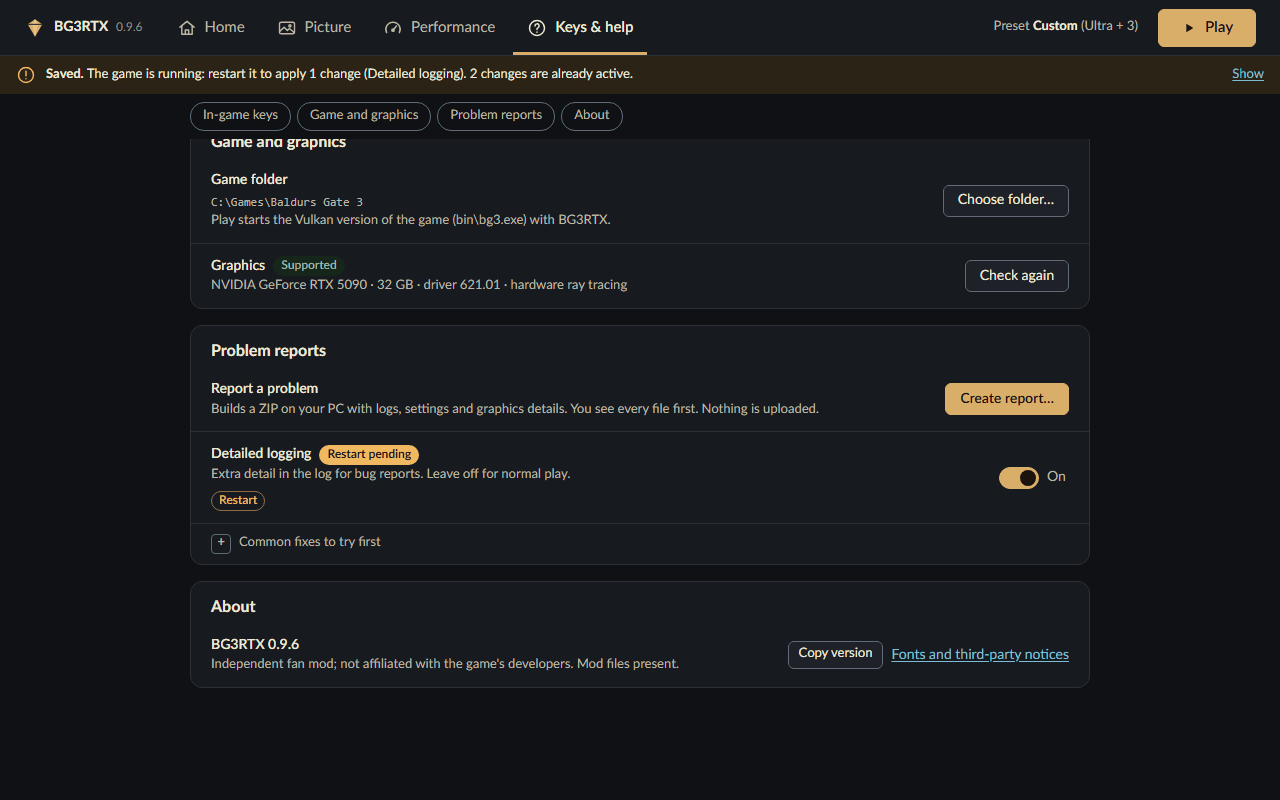 BG3RTX 0.9.6 Home Picture Performance Keys & help Preset Custom (Ultra + 3) Play
Saved. The game is running: restart it to apply 1 change (Detailed logging). 2 changes are already active. Show
In-game keys Game and graphics Problem reports About
Game and graphics
Game folder
C:\Games\Baldurs Gate 3
Play starts the Vulkan version of the game (bin\bg3.exe) with BG3RTX.
Choose folder...
Graphics Supported
NVIDIA GeForce RTX 5090 · 32 GB · driver 621.01 · hardware ray tracing
Check again
Problem reports
Report a problem
Builds a ZIP on your PC with logs, settings and graphics details. You see every file first. Nothing is uploaded.
Create report...
Detailed logging Restart pending
Extra detail in the log for bug reports. Leave off for normal play.
Restart
On
Common fixes to try first
About
BG3RTX 0.9.6
Independent fan mod; not affiliated with the game's developers. Mod files present.
Copy version Fonts and third-party notices